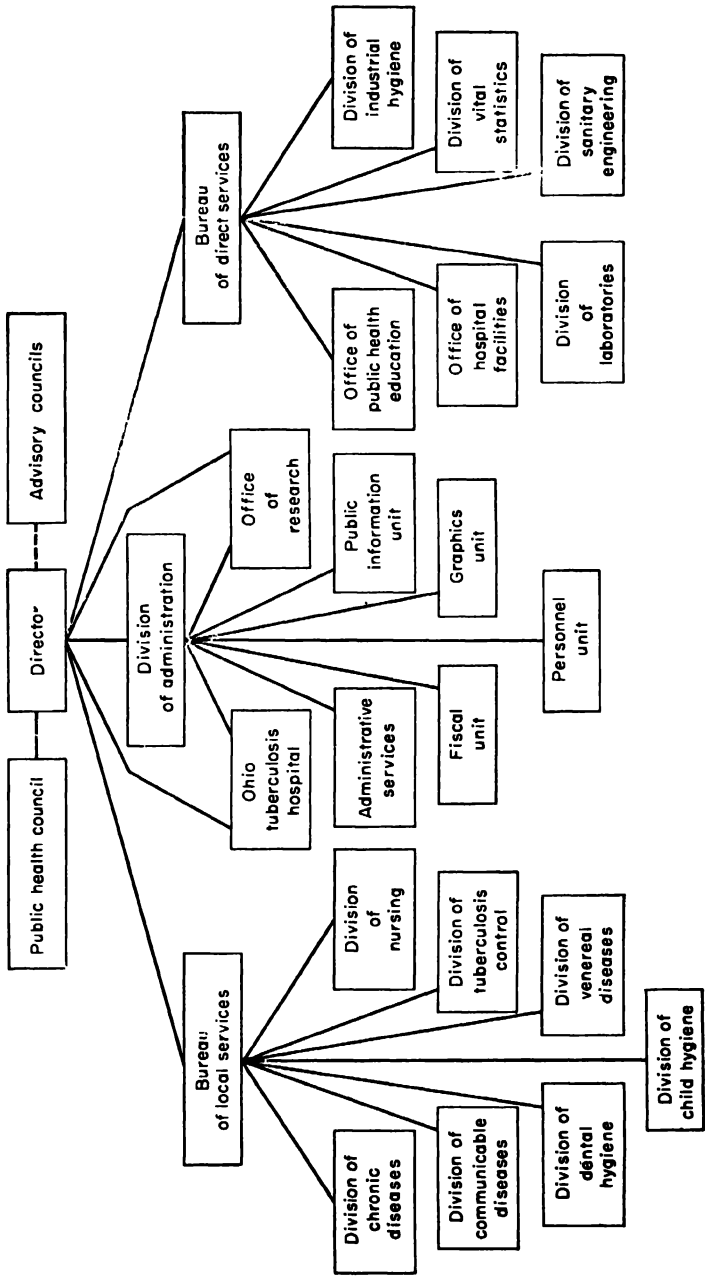 Public health council
Director
Advisory councils
Bureau
of local services
Division
of administration
Bureau
of direct services
Ohio
tuberculosis
hospital
Office
of
research
Division of
chronic
diseases
Division
of
nursing
Administrative
services
Public
information
unit
Office of
public health
education
Division of
industrial
hygiene
Division of
communicable
diseases
Division of
tuberculosis
control
Fiscal
unit
Graphics
unit
Office of
hospital
facilities
Division of
vital
statistics
Division of
dental
hygiene
Division of
venereal
diseases
Personnel
unit
Division
of
laboratories
Division of
sanitary
engineering
Division of
child hygiene